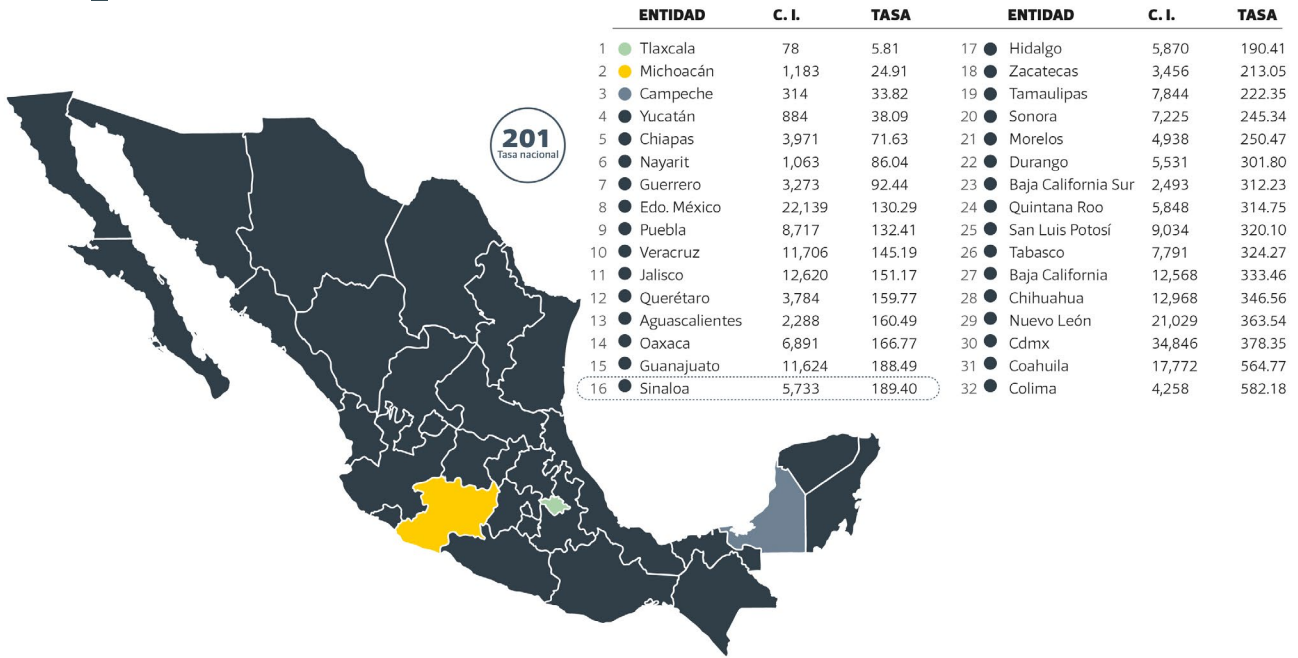 ENTIDAD C. I. TASA ENTIDAD C. I. TASA
1 Tlaxcala 78 5.81 17 Hidalgo 5,870 190.41
2 Michoacán 1,183 24.91 18 Zacatecas 3,456 213.05
3 Campeche 314 33.82 19 Tamaulipas 7,844 222.35
4 Yucatán 884 38.09 20 Sonora 7,225 245.34
5 Chiapas 3,971 71.63 21 Morelos 4,938 250.47
6 Nayarit 1,063 86.04 22 Durango 5,531 301.80
7 Guerrero 3,273 92.44 23 Baja California Sur 2,493 312.23
8 Edo. México 22,139 130.29 24 Quintana Roo 5,848 314.75
9 Puebla 8,717 132.41 25 San Luis Potosí 9,034 320.10
10 Veracruz 11,706 145.19 26 Tabasco 7,791 324.27
11 Jalisco 12,620 151.17 27 Baja California 12,568 333.46
12 Querétaro 3,784 159.77 28 Chihuahua 12,968 346.56
13 Aguascalientes 2,288 160.49 29 Nuevo León 21,029 363.54
14 Oaxaca 6,891 166.77 30 Cdmx 34,846 378.35
15 Guanajuato 11,624 188.49 31 Coahuila 17,772 564.77
16 Sinaloa 5,733 189.40 32 Colima 4,258 582.18
201
Tasa nacional